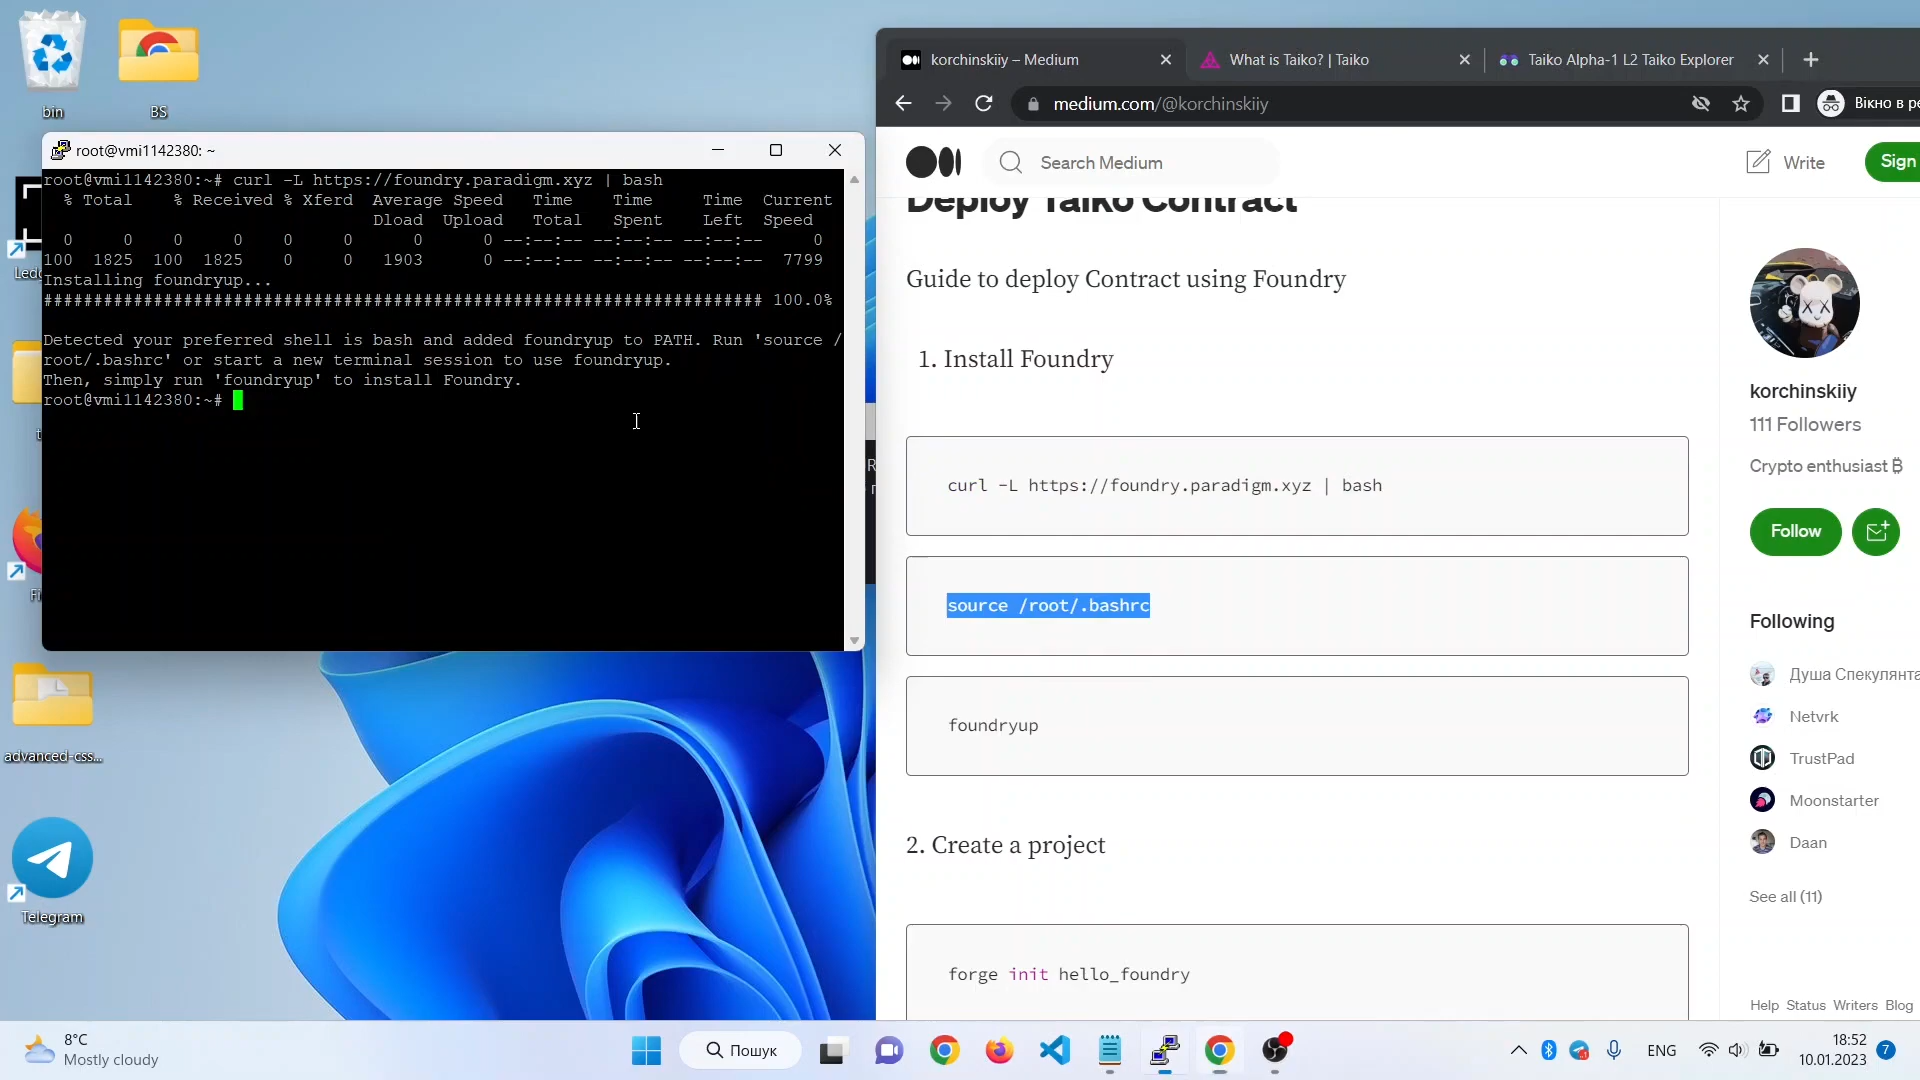 bin
BS
root@vmi1142380: ~
root@vmi1142380:~# curl -L https://foundry.paradigm.xyz | bash
% Total % Received % Xferd Average Speed Time Time Time Current
Dload Upload Total Spent Left Speed
0 0 0 0 0 0 0 0 --:--:-- --:--:-- --:--:-- 0
100 1825 100 1825 0 0 1903 0 --:--:-- --:--:-- --:--:-- 7799
Installing foundryup...
######################################################################## 100.0%
Detected your preferred shell is bash and added foundryup to PATH. Run 'source /
root/.bashrc' or start a new terminal session to use foundryup.
Then, simply run 'foundryup' to install Foundry.
root@vmi1142380:~#
advanced-css...
Telegram
korchinskiiy – Medium
What is Taiko? | Taiko
Taiko Alpha-1 L2 Taiko Explorer
medium.com/@korchinskiiy
Вікно в ре
Search Medium
Write
Sign
Deploy Taiko Contract
Guide to deploy Contract using Foundry
1. Install Foundry
curl -L https://foundry.paradigm.xyz | bash
source /root/.bashrc
foundryup
2. Create a project
forge init hello_foundry
korchinskiiy
111 Followers
Crypto enthusiast ₿
Follow
Following
Душа Спекулянта
Netvrk
TrustPad
Moonstarter
Daan
See all (11)
Help Status Writers Blog
8°C
Mostly cloudy
Пошук
ENG
18:52
10.01.2023
7